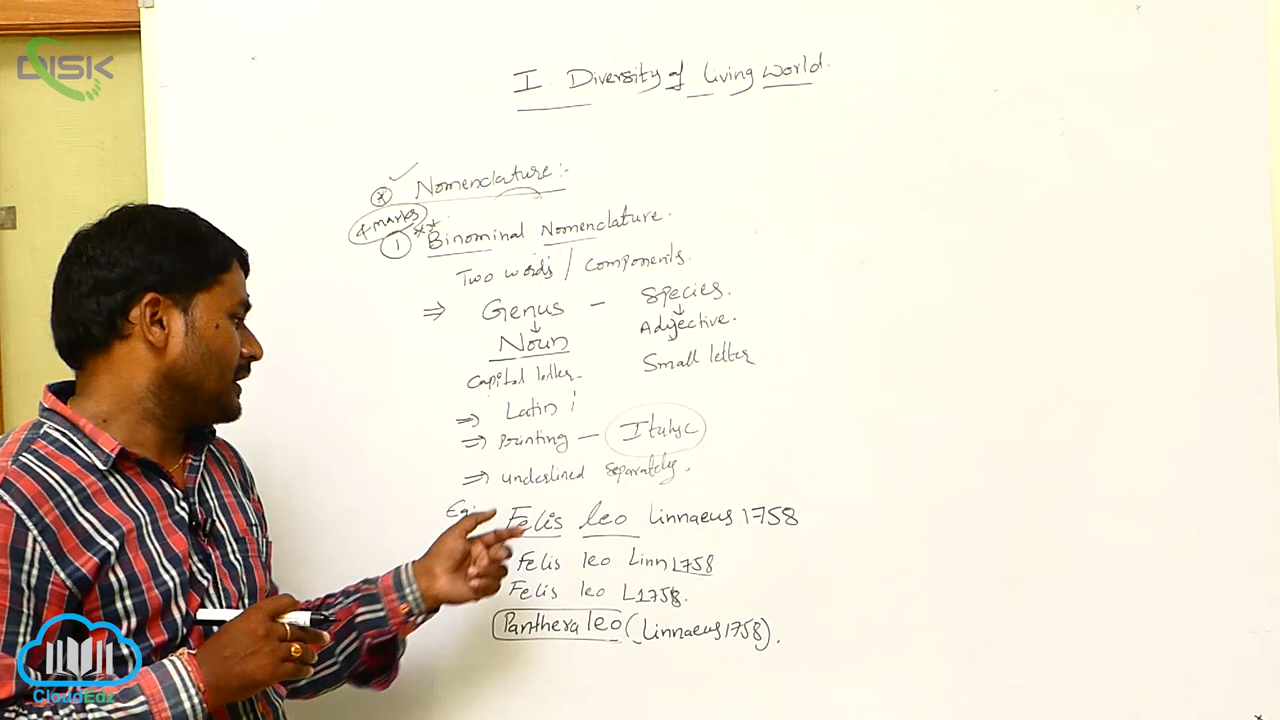 DISK
I. Diversity of living world.
Nomenclature:-
4 marks
1 Binominal Nomenclature.
Two words / components.
⇒ Genus - Species.
↓ ↓
Noun Adjective.
Capital letter Small letter
⇒ Latin
⇒ printing - Italyc
⇒ underlined separately.
Eg: Felis leo Linnaeus 1758
Felis leo Linn 1758
Felis leo L 1758.
Panthera leo (Linnaeus 1758).
CloudEdz